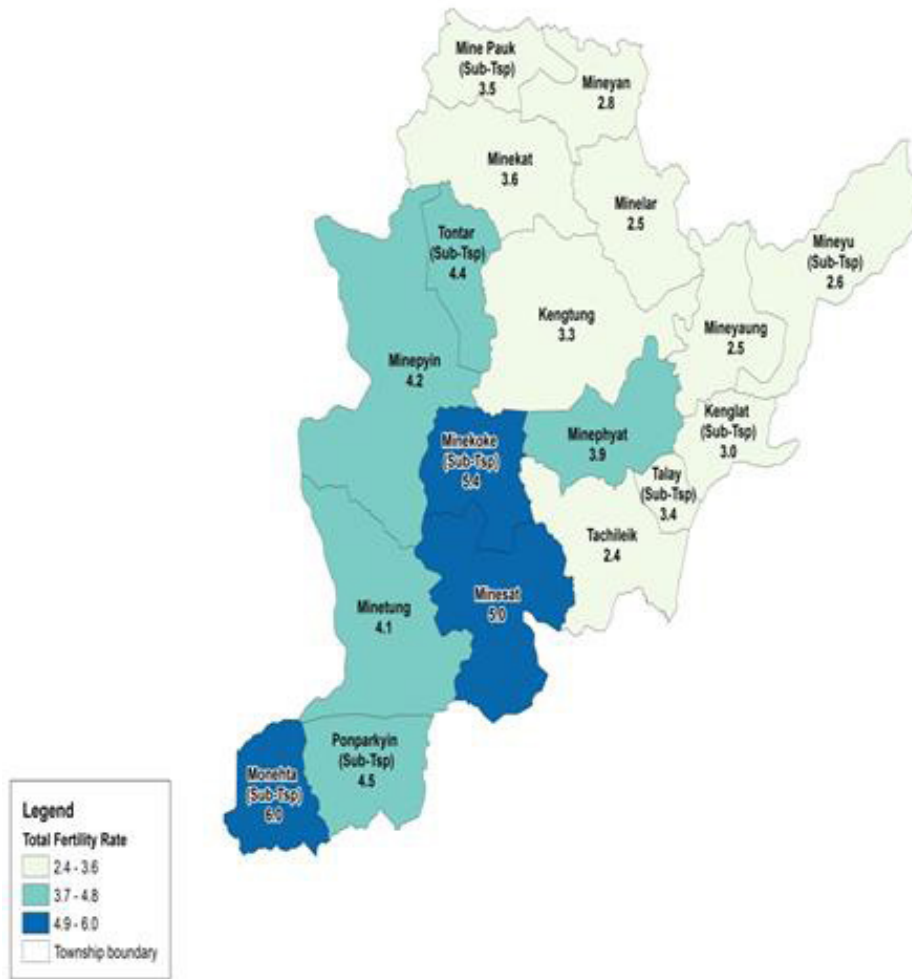 Mine Pauk
(Sub-Tsp)
3.5
Mineyan
2.8
Minekat
3.6
Minelar
2.5
Mineyu
(Sub-Tsp)
2.6
Tontar
(Sub-Tsp)
4.4
Kengtung
3.3
Mineyaung
2.5
Minepyin
4.2
Kenglat
(Sub-Tsp)
3.0
Minekoke
(Sub-Tsp)
5.4
Minephyat
3.9
Talay
(Sub-Tsp)
3.4
Tachileik
2.4
Minesat
5.0
Minetung
4.1
Ponparkyin
(Sub-Tsp)
4.5
Monehta
(Sub-Tsp)
6.0
Legend
Total Fertility Rate
2.4 - 3.6
3.7 - 4.8
4.9 - 6.0
Township boundary